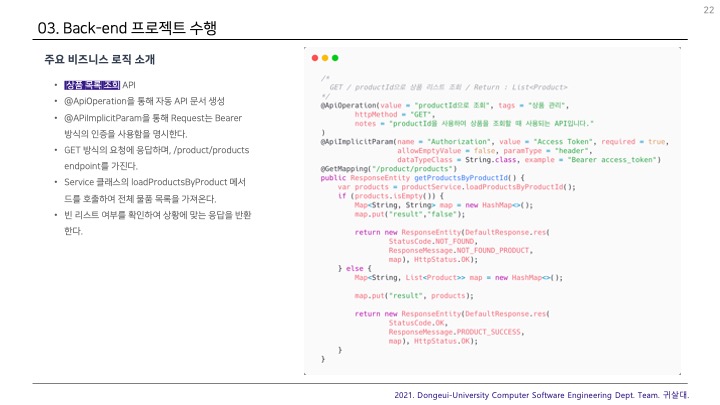 22
03. Back-end 프로젝트 수행
주요 비즈니스 로직 소개
• 상품 목록 조회 API
• @ApiOperation을 통해 자동 API 문서 생성
• @APiImplicitParam을 통해 Request는 Bearer
방식의 인증을 사용함을 명시한다.
• GET 방식의 요청에 응답하며, /product/products
endpoint를 가진다.
• Service 클래스의 loadProductsByProduct 메서
드를 호출하여 전체 물품 목록을 가져온다.
• 빈 리스트 여부를 확인하여 상황에 맞는 응답을 반환
한다.
/*
GET / productId으로 상품 리스트 조회 / Return : List<Product>
*/
@ApiOperation(value = "productId으로 조회", tags = "상품 관리",
httpMethod = "GET",
notes = "productId을 사용하여 상품을 조회할 때 사용되는 API입니다."
)
@ApiImplicitParam(name = "Authorization", value = "Access Token", required = true,
allowEmptyValue = false, paramType = "header",
dataTypeClass = String.class, example = "Bearer access_token")
@GetMapping("/product/products")
public ResponseEntity getProductsByProductId() {
var products = productService.loadProductsByProductId();
if (products.isEmpty()) {
Map<String, String> map = new HashMap<>();
map.put("result","false");
return new ResponseEntity(DefaultResponse.res(
StatusCode.NOT_FOUND,
ResponseMessage.NOT_FOUND_PRODUCT,
map), HttpStatus.OK);
} else {
Map<String, List<Product>> map = new HashMap<>();
map.put("result", products);
return new ResponseEntity(DefaultResponse.res(
StatusCode.OK,
ResponseMessage.PRODUCT_SUCCESS,
map), HttpStatus.OK);
}
}
2021. Dongeui-University Computer Software Engineering Dept. Team. 귀살대.